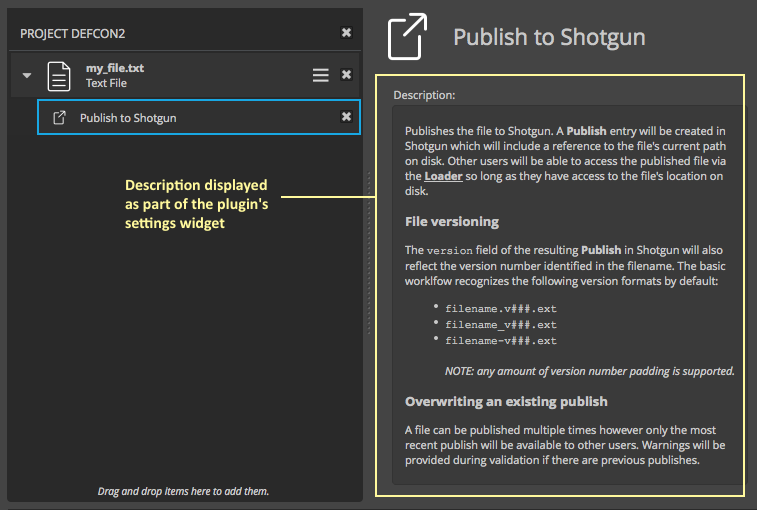 PROJECT DEFCON2
my_file.txt
Text File
Publish to Shotgun
Description displayed
as part of the plugin's
settings widget
Drag and drop items here to add them.
Publish to Shotgun
Description:
Publishes the file to Shotgun. A Publish entry will be created in
Shotgun which will include a reference to the file's current path
on disk. Other users will be able to access the published file via
the Loader so long as they have access to the file's location on
disk.
File versioning
The version field of the resulting Publish in Shotgun will also
reflect the version number identified in the filename. The basic
worklfow recognizes the following version formats by default:
• filename.v###.ext
• filename_v###.ext
• filename-v###.ext
NOTE: any amount of version number padding is supported.
Overwriting an existing publish
A file can be published multiple times however only the most
recent publish will be available to other users. Warnings will be
provided during validation if there are previous publishes.